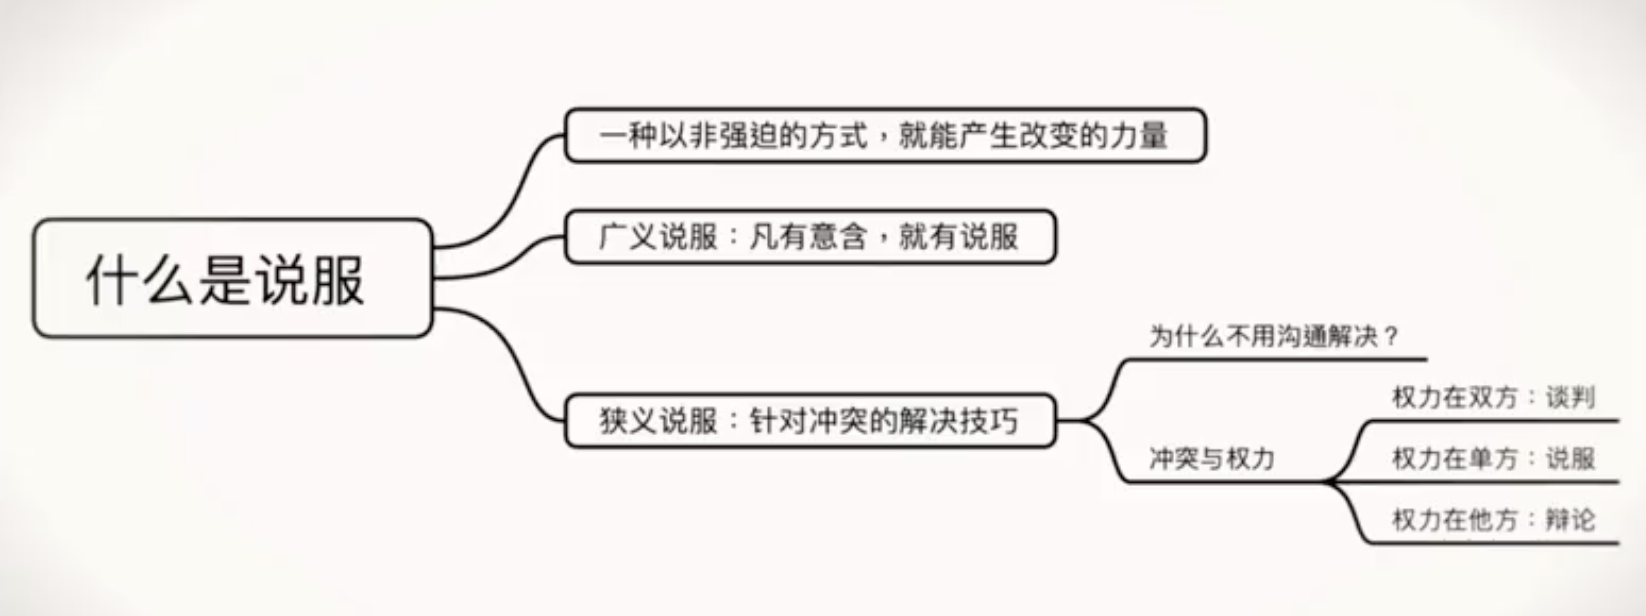 什么是说服
一种以非强迫的方式，就能产生改变的力量
广义说服：凡有意含，就有说服
狭义说服：针对冲突的解决技巧
为什么不用沟通解决？
冲突与权力
权力在双方：谈判
权力在单方：说服
权力在他方：辩论